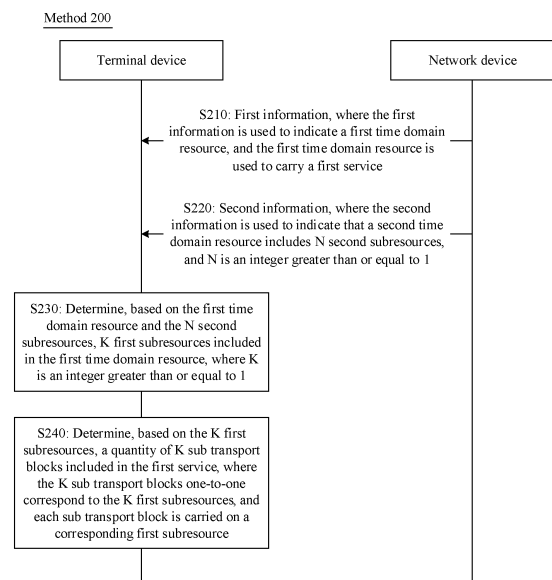 Method 200
Terminal device
Network device
S210: First information, where the first
information is used to indicate a first time domain
resource, and the first time domain resource is
used to carry a first service
S220: Second information, where the second
information is used to indicate that a second time
domain resource includes N second subresources,
and N is an integer greater than or equal to 1
S230: Determine, based on the first time
domain resource and the N second
subresources, K first subresources included
in the first time domain resource, where K
is an integer greater than or equal to 1
S240: Determine, based on the K first
subresources, a quantity of K sub transport
blocks included in the first service, where
the K sub transport blocks one-to-one
correspond to the K first subresources, and
each sub transport block is carried on a
corresponding first subresource